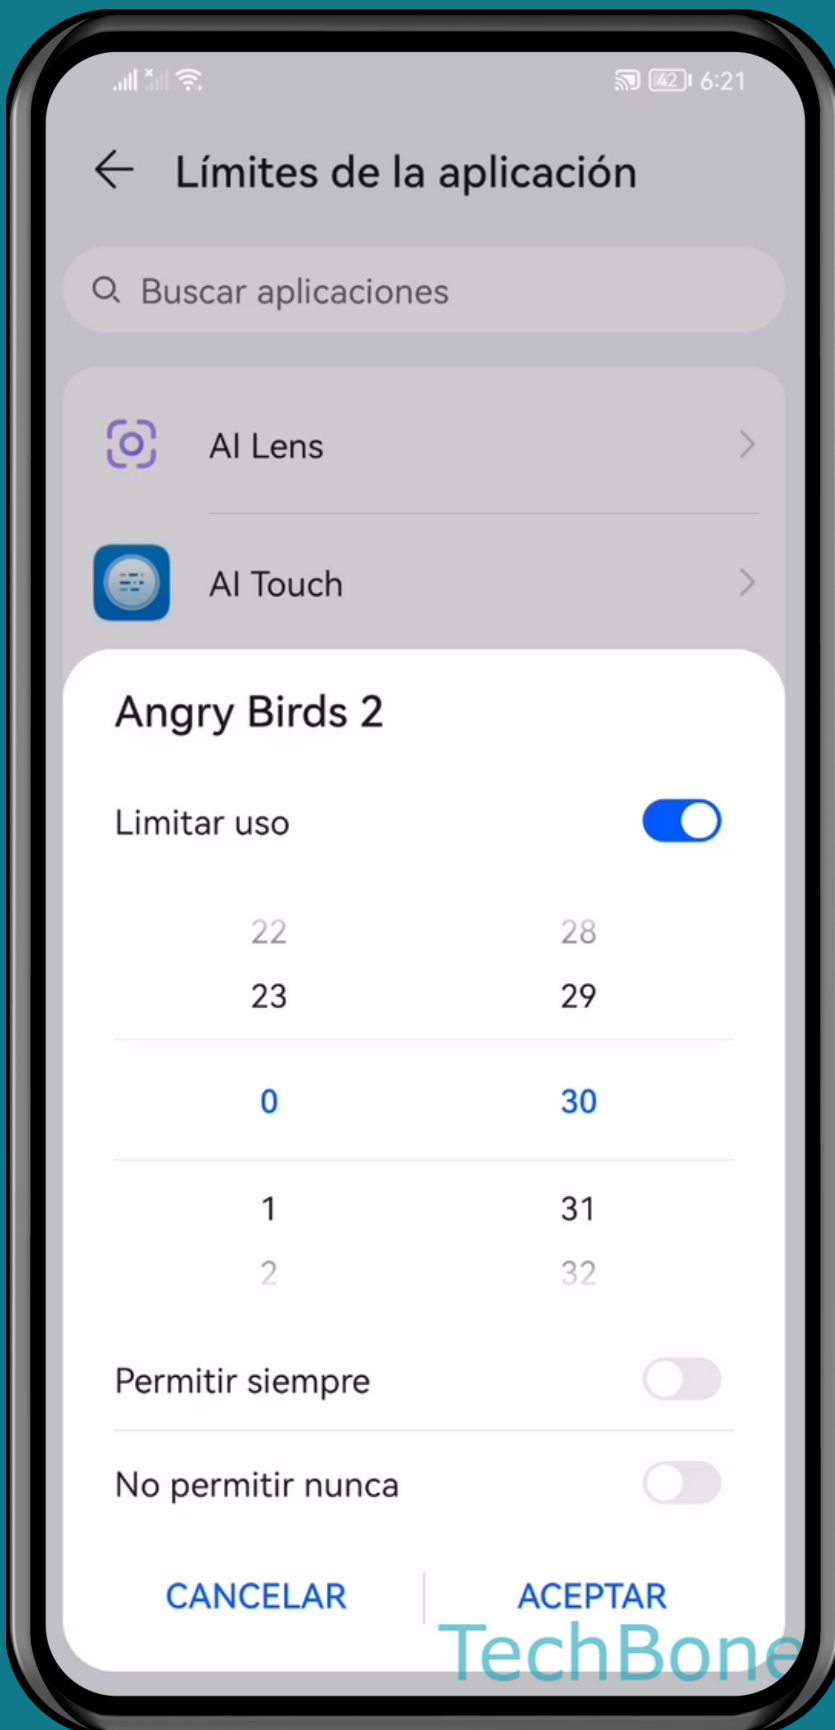 42 6:21
Límites de la aplicación
Buscar aplicaciones
AI Lens
AI Touch
Angry Birds 2
Limitar uso
22 28
23 29
0 30
1 31
2 32
Permitir siempre
No permitir nunca
CANCELAR ACEPTAR
TechBone